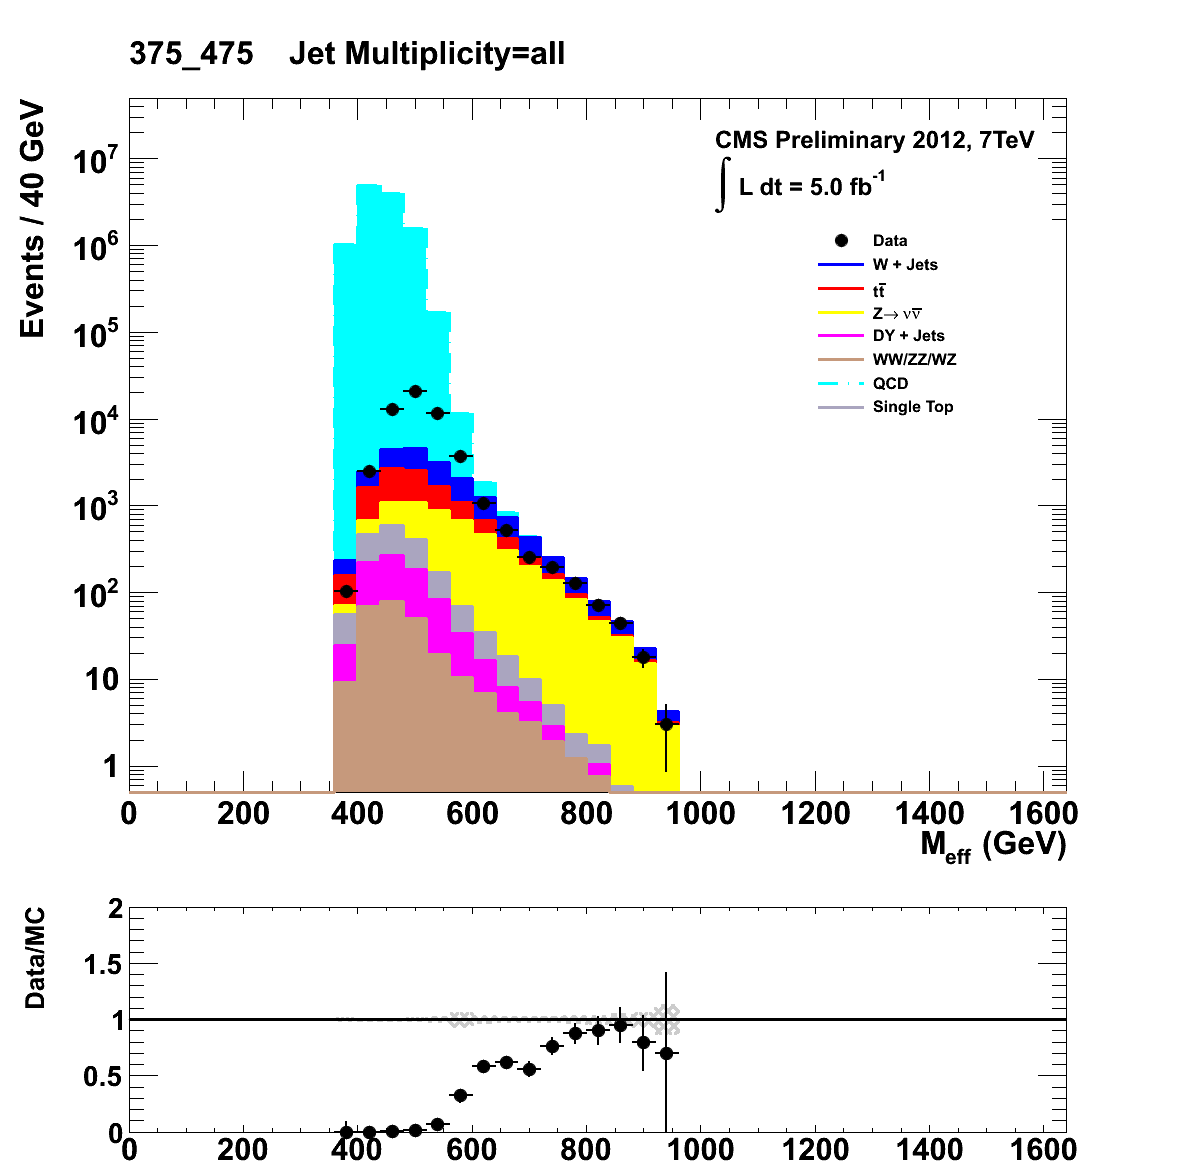 375_475 Jet Multiplicity=all
Events / 40 GeV
CMS Preliminary 2012, 7TeV
∫ L dt = 5.0 fb⁻¹
Data
W + Jets
tt̅
Z→ νν̅
DY + Jets
WW/ZZ/WZ
QCD
Single Top
10⁷
10⁶
10⁵
10⁴
10³
10²
10
1
0 200 400 600 800 1000 1200 1400 1600
M_eff (GeV)
Data/MC
2
1.5
1
0.5
0
0 200 400 600 800 1000 1200 1400 1600